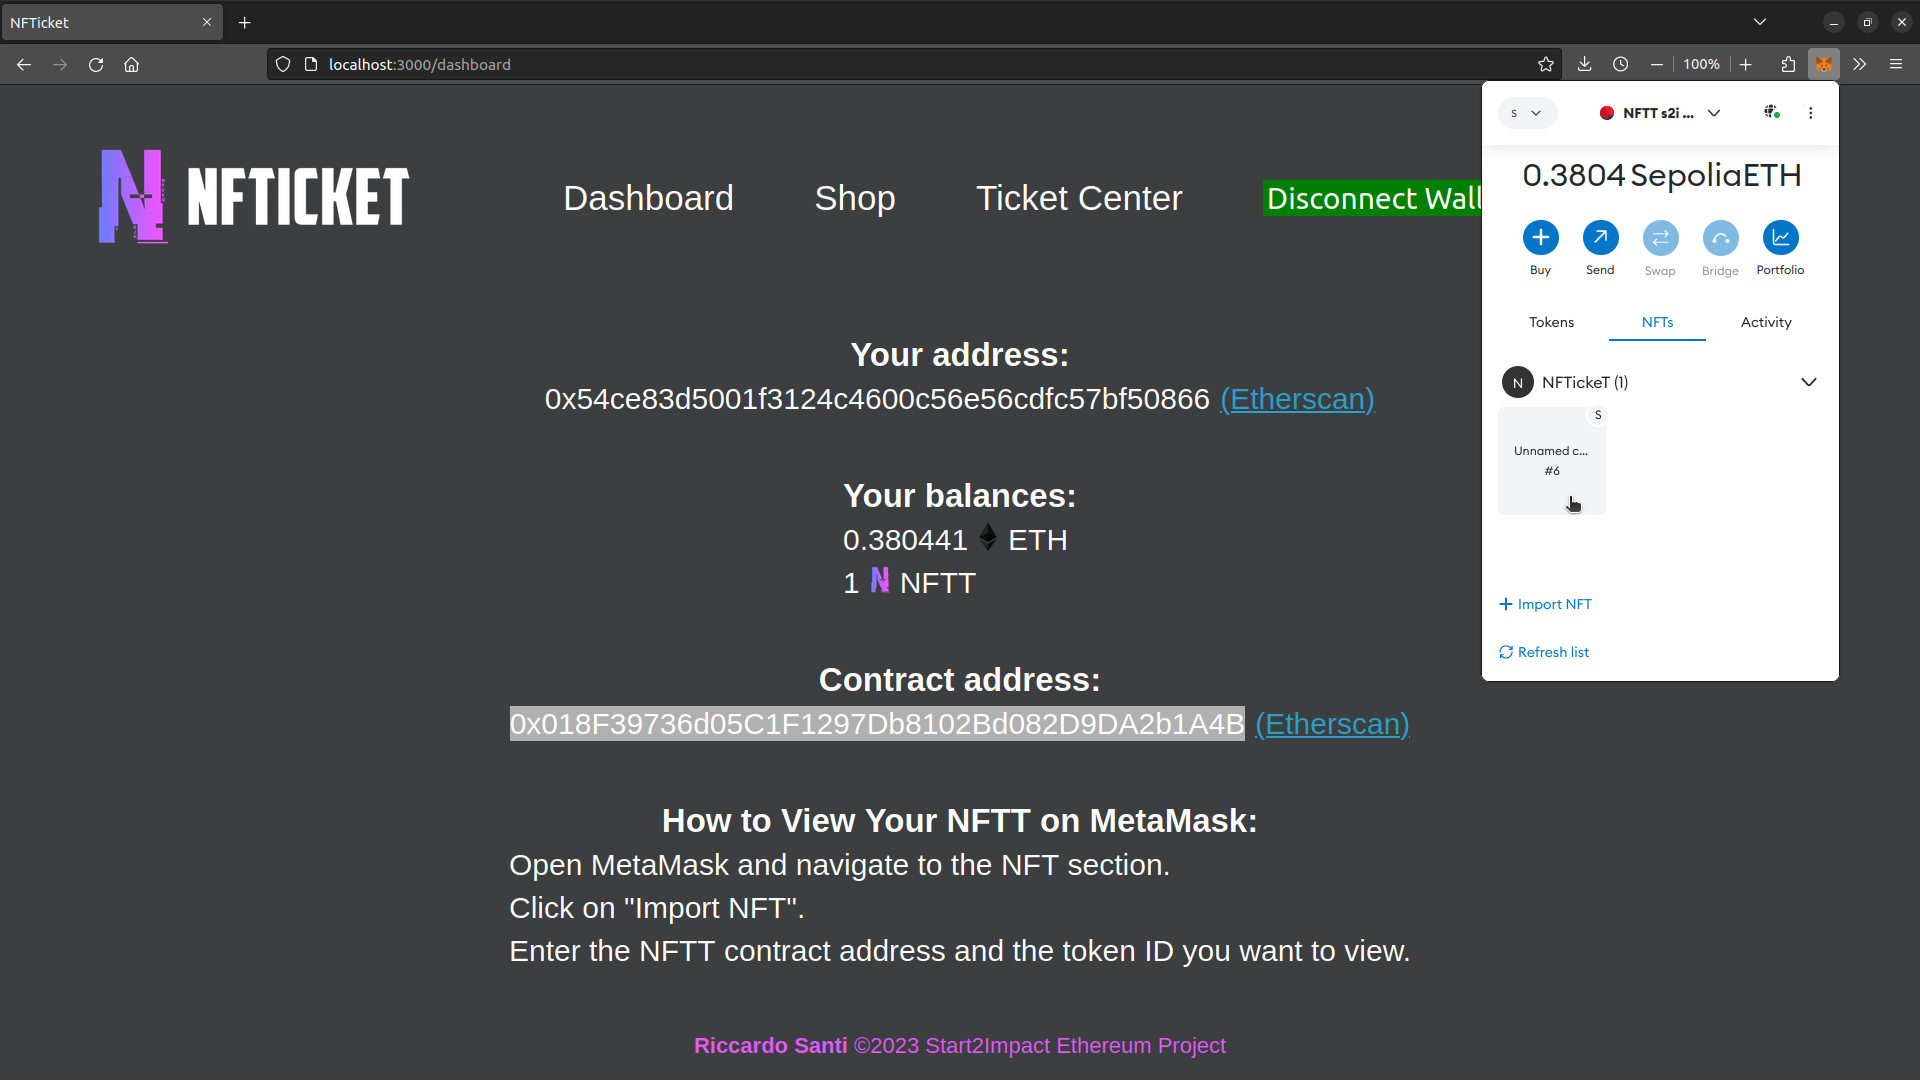 NFTicket
localhost:3000/dashboard
100%
NFTICKET
Dashboard
Shop
Ticket Center
Disconnect Wall
Your address:
0x54ce83d5001f3124c4600c56e56cdfc57bf50866 (Etherscan)
Your balances:
0.380441 ETH
1 NFTT
Contract address:
0x018F39736d05C1F1297Db8102Bd082D9DA2b1A4B (Etherscan)
How to View Your NFTT on MetaMask:
Open MetaMask and navigate to the NFT section.
Click on "Import NFT".
Enter the NFTT contract address and the token ID you want to view.
Riccardo Santi ©2023 Start2Impact Ethereum Project
S
NFTT s2i ...
0.3804 SepoliaETH
Buy
Send
Swap
Bridge
Portfolio
Tokens
NFTs
Activity
N
NFTickeT (1)
S
Unnamed c...
#6
Import NFT
Refresh list